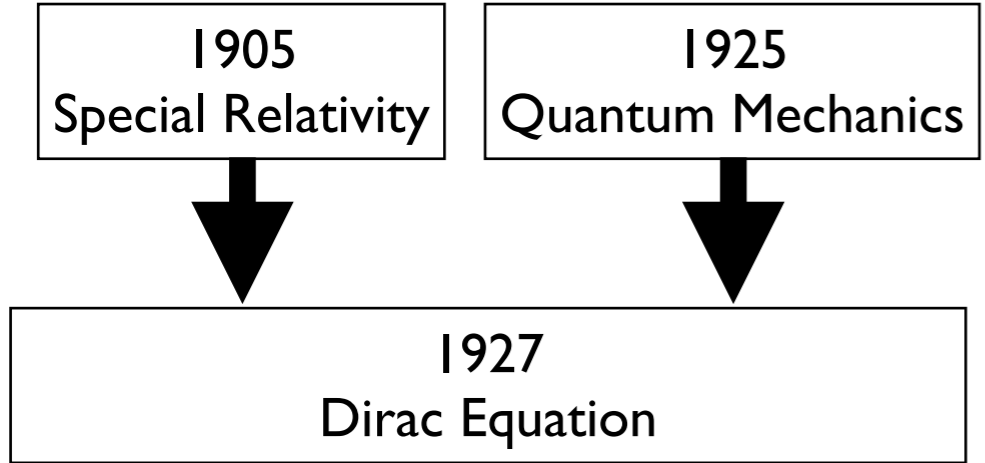 1905
Special Relativity
1925
Quantum Mechanics
1927
Dirac Equation